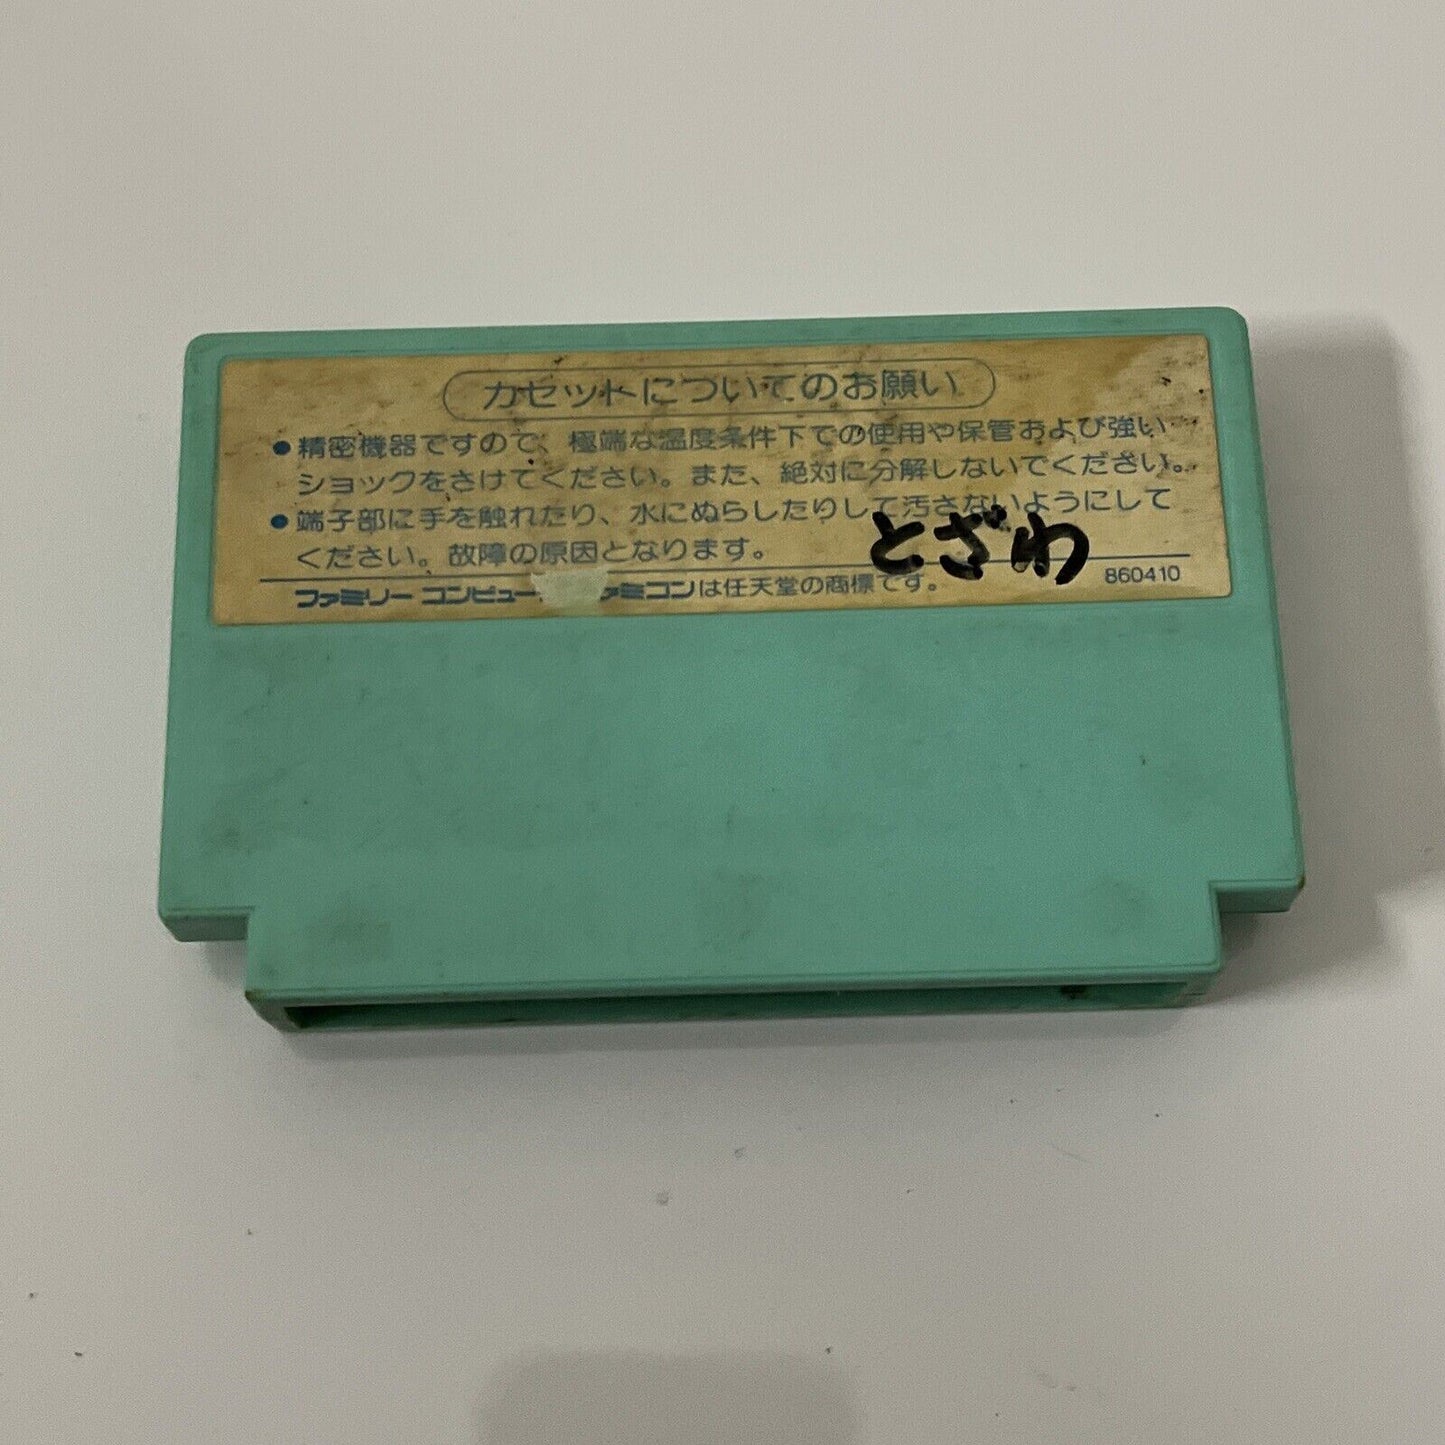 カセットについてのお願い
●精密機器ですので、極端な温度条件下での使用や保管および強い
ショックをさけてください。また、絶対に分解しないでください。
●端子部に手を触れたり、水にぬらしたりして汚さないようにして
ください。故障の原因となります。
とざわ
ファミリー コンピュー ァミコンは任天堂の商標です。
860410